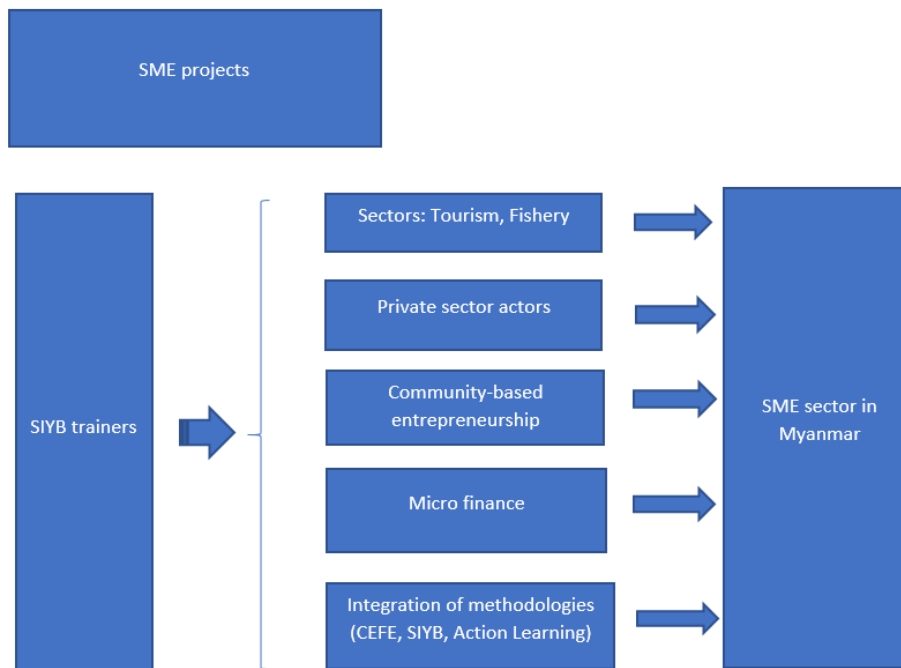 SME projects
SIYB trainers
Sectors: Tourism, Fishery
Private sector actors
Community-based
entrepreneurship
Micro finance
Integration of methodologies
(CEFE, SIYB, Action Learning)
SME sector in
Myanmar